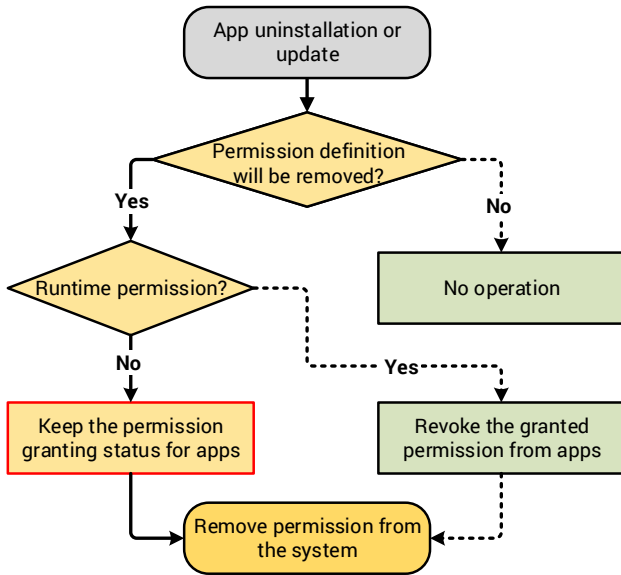 App uninstallation or
update
Permission definition
will be removed?
Yes
No
Runtime permission?
No operation
No
Yes
Keep the permission
granting status for apps
Revoke the granted
permission from apps
Remove permission from
the system